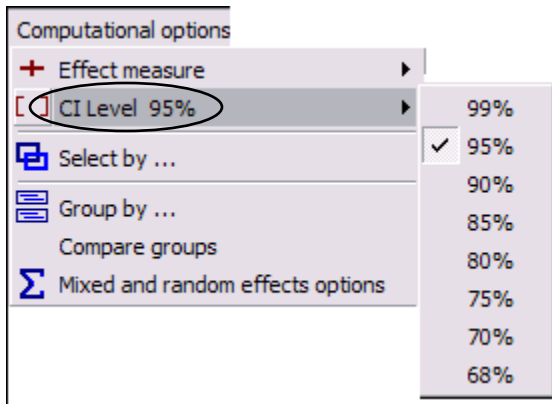 Computational options
Effect measure
CI Level 95%
Select by ...
Group by ...
Compare groups
Mixed and random effects options
99%
95%
90%
85%
80%
75%
70%
68%